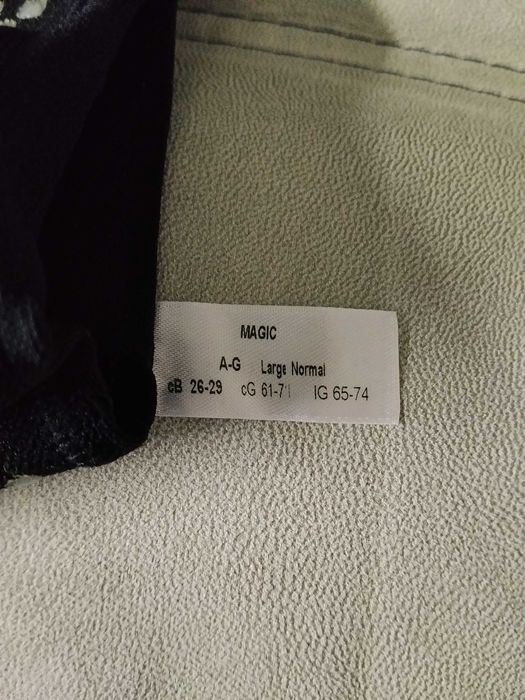 MAGIC
A-G Large Normal
cB 26-29 cG 61-71 IG 65-74